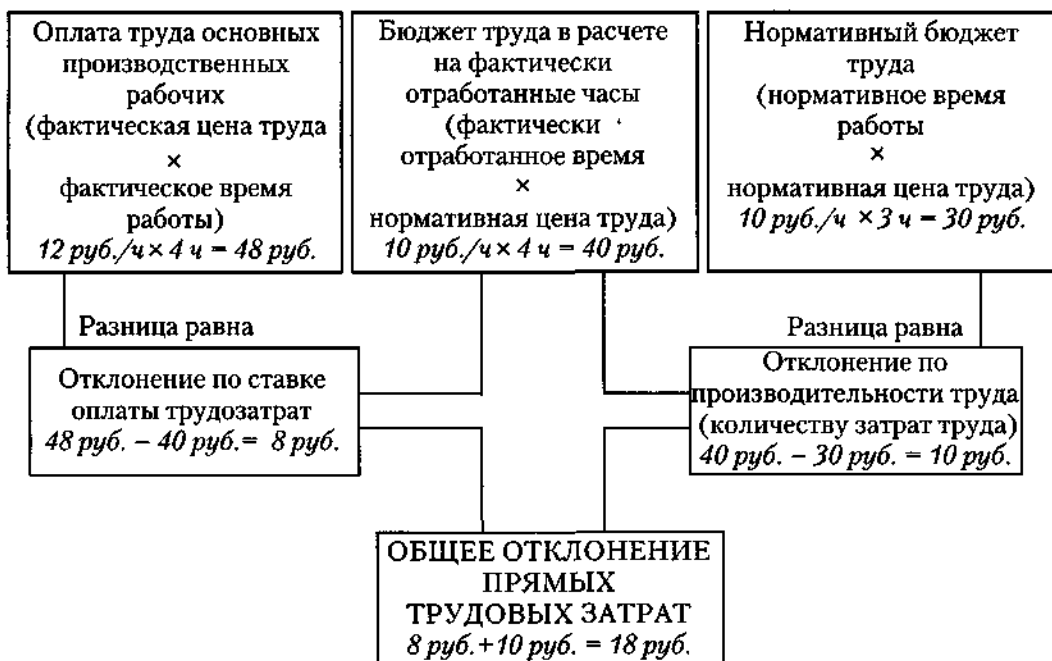 Оплата труда основных
производственных
рабочих
(фактическая цена труда
×
фактическое время
работы)
12 руб./ч × 4 ч = 48 руб.
Бюджет труда в расчете
на фактически
отработанные часы
(фактически
отработанное время
×
нормативная цена труда)
10 руб./ч × 4 ч = 40 руб.
Нормативный бюджет
труда
(нормативное время
работы
×
нормативная цена труда)
10 руб./ч × 3 ч = 30 руб.
Разница равна
Разница равна
Отклонение по ставке
оплаты трудозатрат
48 руб. – 40 руб. = 8 руб.
Отклонение по
производительности труда
(количеству затрат труда)
40 руб. – 30 руб. = 10 руб.
ОБЩЕЕ ОТКЛОНЕНИЕ
ПРЯМЫХ
ТРУДОВЫХ ЗАТРАТ
8 руб.+10 руб. = 18 руб.